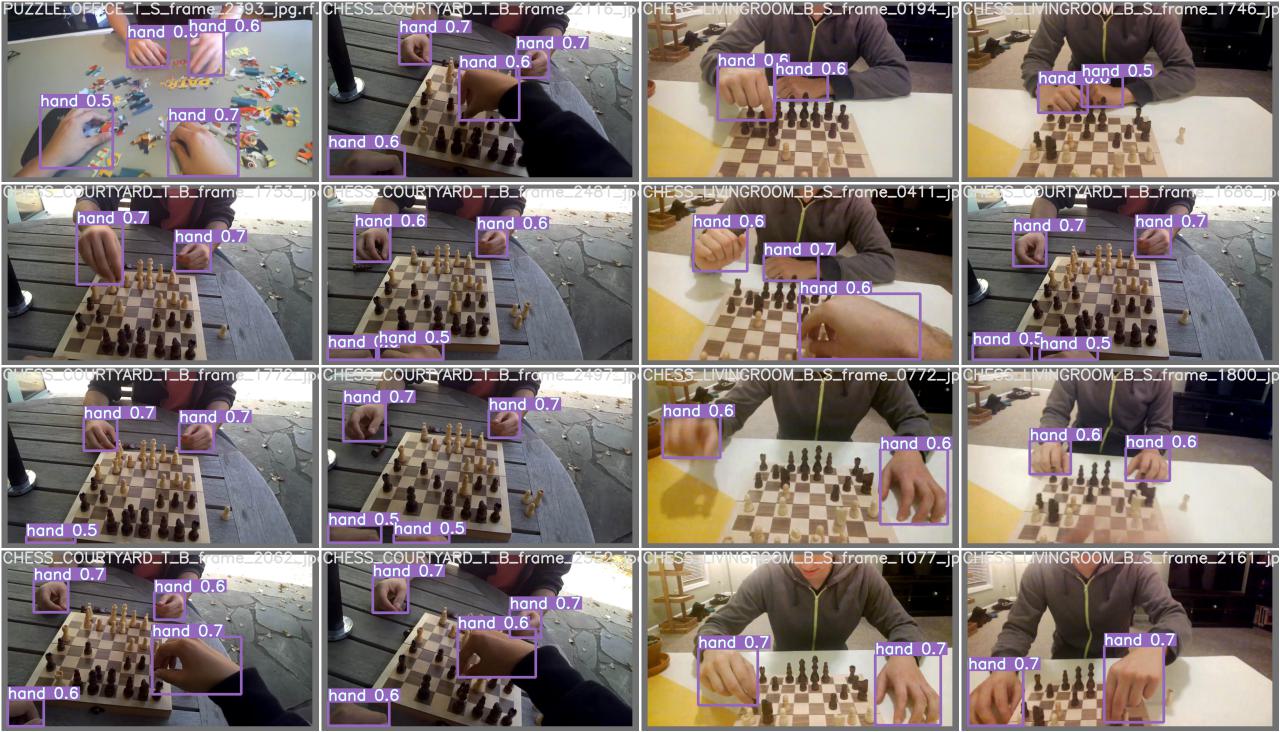 PUZZLE_OFFICE_T_S_frame_2393_jpg.rf.
hand 0.6
hand 0.5
hand 0.7
CHESS_COURTYARD_T_B_frame_2116_jp
hand 0.7
hand 0.7
hand 0.6
hand 0.6
CHESS_LIVINGROOM_B_S_frame_0194_jp
hand 0.6
hand 0.6
CHESS_LIVINGROOM_B_S_frame_1746_jp
hand 0.5
CHESS_COURTYARD_T_B_frame_1753_jp
hand 0.7
hand 0.7
CHESS_COURTYARD_T_B_frame_2481_jp
hand 0.6
hand 0.6
hand 0.5
CHESS_LIVINGROOM_B_S_frame_0411_jp
hand 0.6
hand 0.7
hand 0.6
CHESS_COURTYARD_T_B_frame_1686_jp
hand 0.7
hand 0.7
hand 0.5
hand 0.5
CHESS_COURTYARD_T_B_frame_1772_jp
hand 0.7
hand 0.7
hand 0.5
CHESS_COURTYARD_T_B_frame_2497_jp
hand 0.7
hand 0.7
hand 0.5
hand 0.5
CHESS_LIVINGROOM_B_S_frame_0772_jp
hand 0.6
hand 0.6
CHESS_LIVINGROOM_B_S_frame_1800_jp
hand 0.6
hand 0.6
CHESS_COURTYARD_T_B_frame_2062_jp
hand 0.7
hand 0.6
hand 0.7
hand 0.6
CHESS_COURTYARD_T_B_frame_2552_jp
hand 0.7
hand 0.7
hand 0.6
hand 0.6
CHESS_LIVINGROOM_B_S_frame_1077_jp
hand 0.7
hand 0.7
CHESS_LIVINGROOM_B_S_frame_2161_jp
hand 0.7
hand 0.7